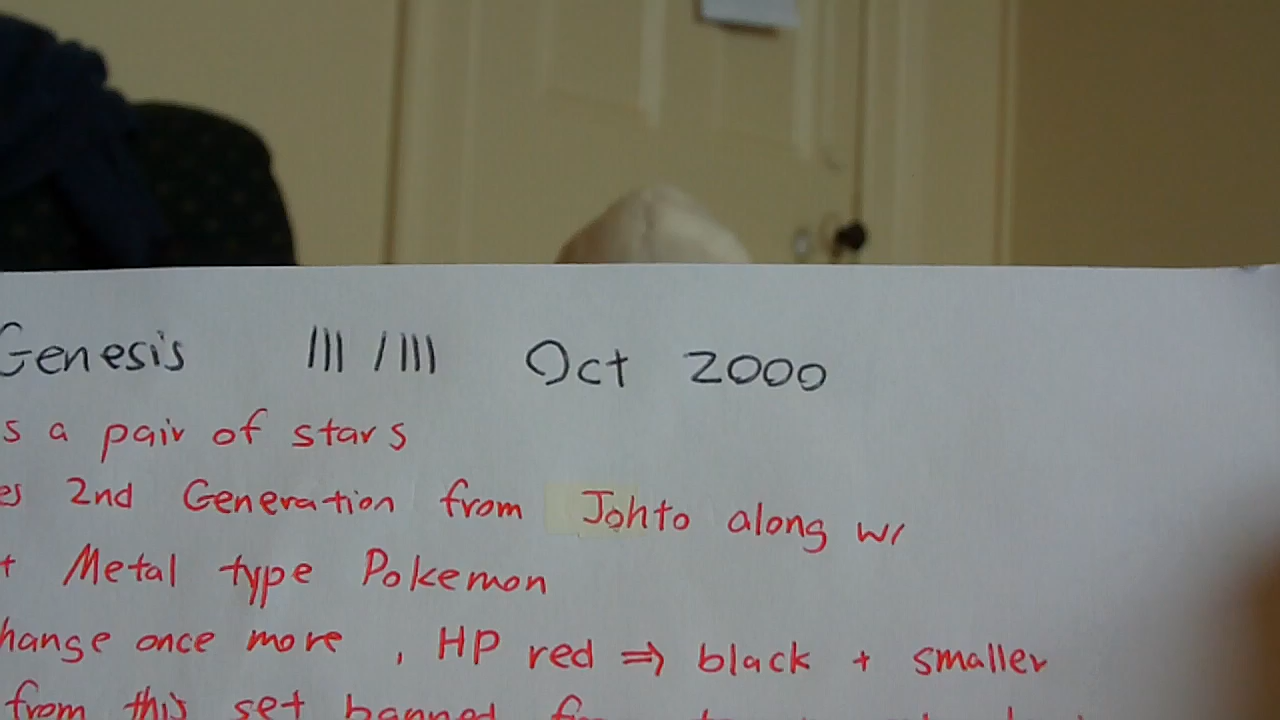 Genesis 111/111 Oct 2000
s a pair of stars
es 2nd Generation from Johto along w/
+ Metal type Pokemon
hange once more, HP red ⇒ black + smaller
from this set banned